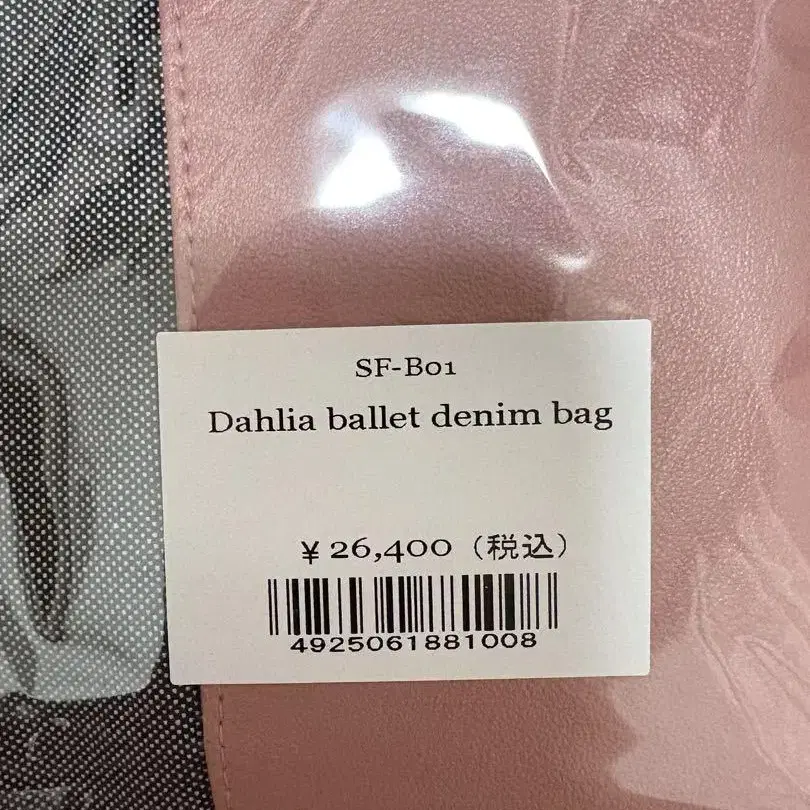 SF-B01
Dahlia ballet denim bag
¥ 26,400（税込）
4925061881008